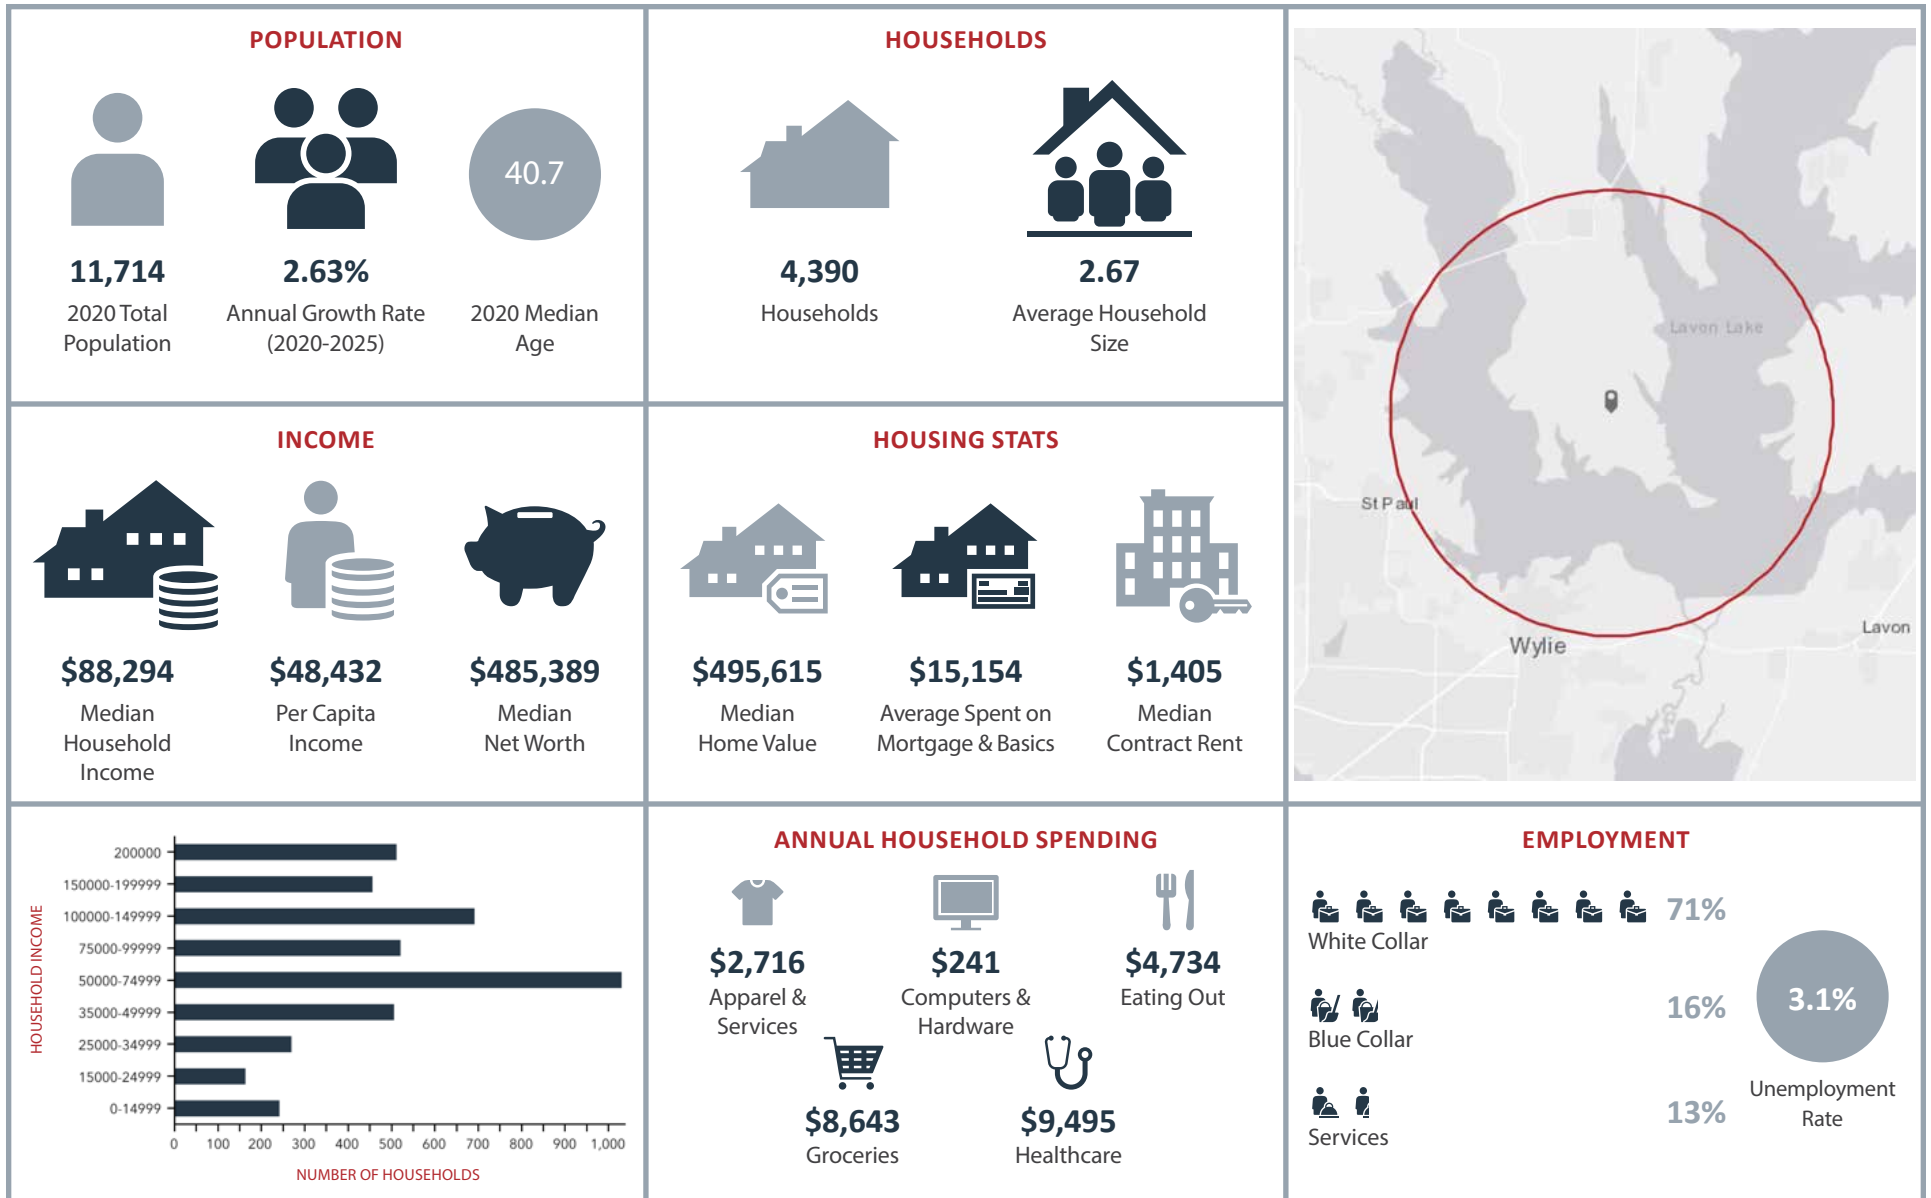 POPULATION
40.7
11,714
2020 Total
Population
2.63%
Annual Growth Rate
(2020-2025)
2020 Median
Age
HOUSEHOLDS
4,390
Households
2.67
Average Household
Size
Lavon Lake
St Paul
Wylie
Lavon
INCOME
$88,294
Median
Household
Income
$48,432
Per Capita
Income
$485,389
Median
Net Worth
HOUSING STATS
$495,615
Median
Home Value
$15,154
Average Spent on
Mortgage & Basics
$1,405
Median
Contract Rent
HOUSEHOLD INCOME
200000
150000-199999
100000-149999
75000-99999
50000-74999
35000-49999
25000-34999
15000-24999
0-14999
0 100 200 300 400 500 600 700 800 900 1,000
NUMBER OF HOUSEHOLDS
ANNUAL HOUSEHOLD SPENDING
$2,716
Apparel &
Services
$241
Computers &
Hardware
$4,734
Eating Out
$8,643
Groceries
$9,495
Healthcare
EMPLOYMENT
71%
White Collar
16%
Blue Collar
13%
Services
3.1%
Unemployment
Rate